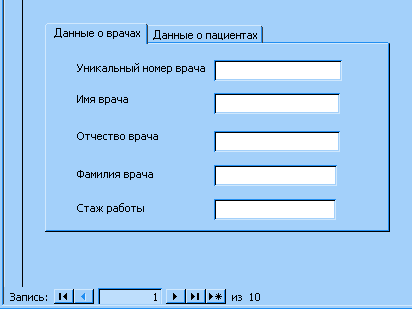 Данные о врачах Данные о пациентах
Уникальный номер врача
Имя врача
Отчество врача
Фамилия врача
Стаж работы
Запись: 1 из 10